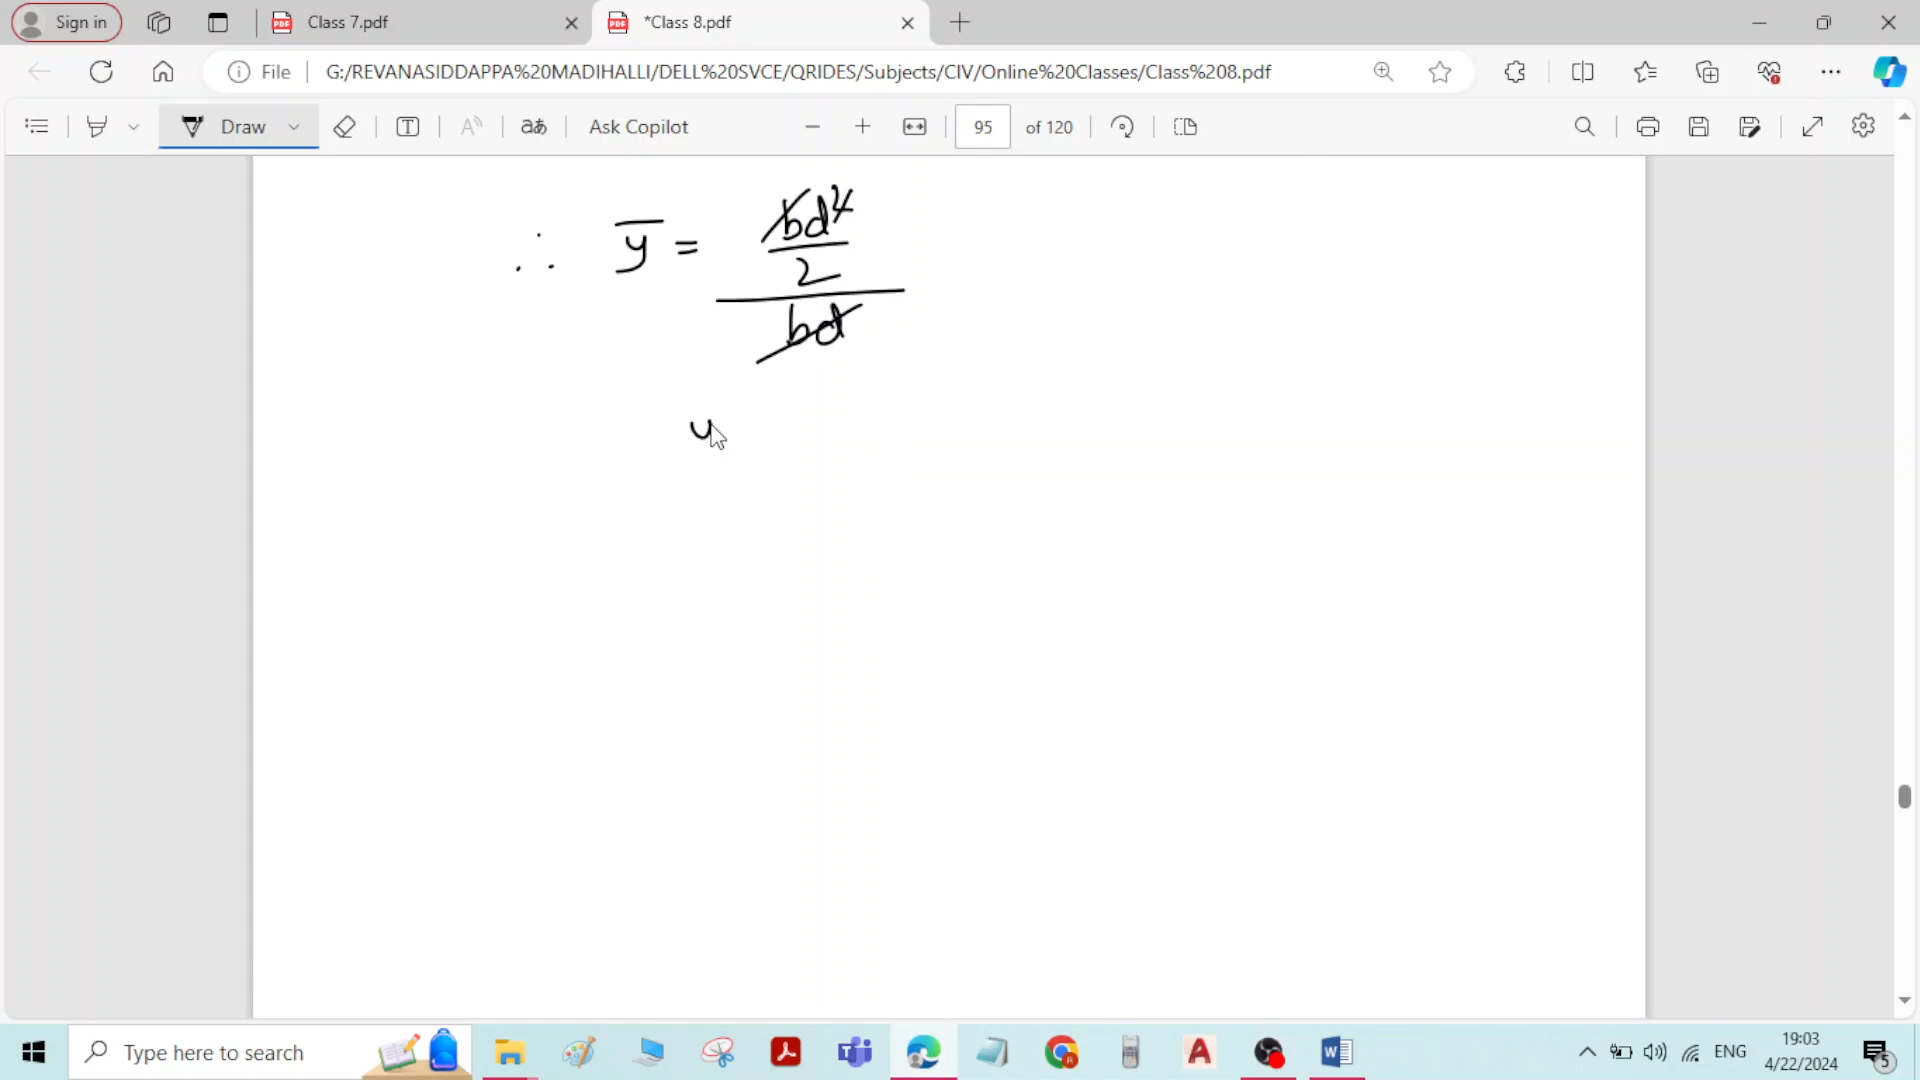 Sign in
Class 7.pdf
*Class 8.pdf
File
G:/REVANASIDDAPPA%20MADIHALLI/DELL%20SVCE/QRIDES/Subjects/CIV/Online%20Classes/Class%208.pdf
Draw
Ask Copilot
95 of 120
∴ ȳ =
bd²
2
bd
y
Type here to search
ENG
19:03
4/22/2024
5